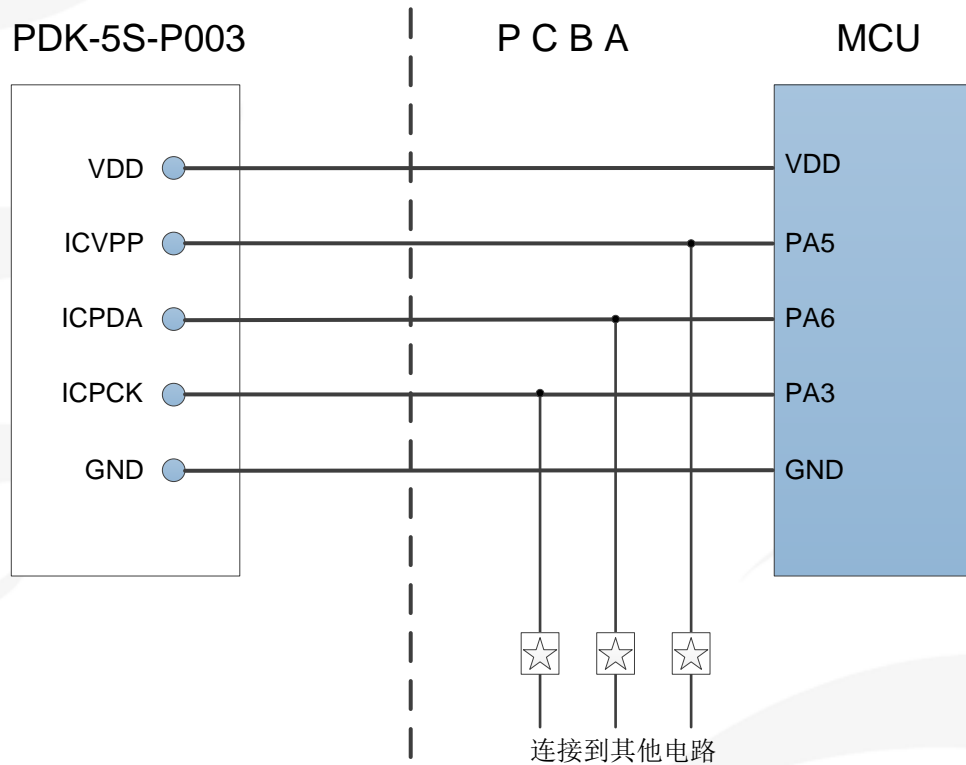 PDK-5S-P003
P C B A
MCU
VDD
VDD
ICVPP
PA5
ICPDA
PA6
ICPCK
PA3
GND
GND
连接到其他电路